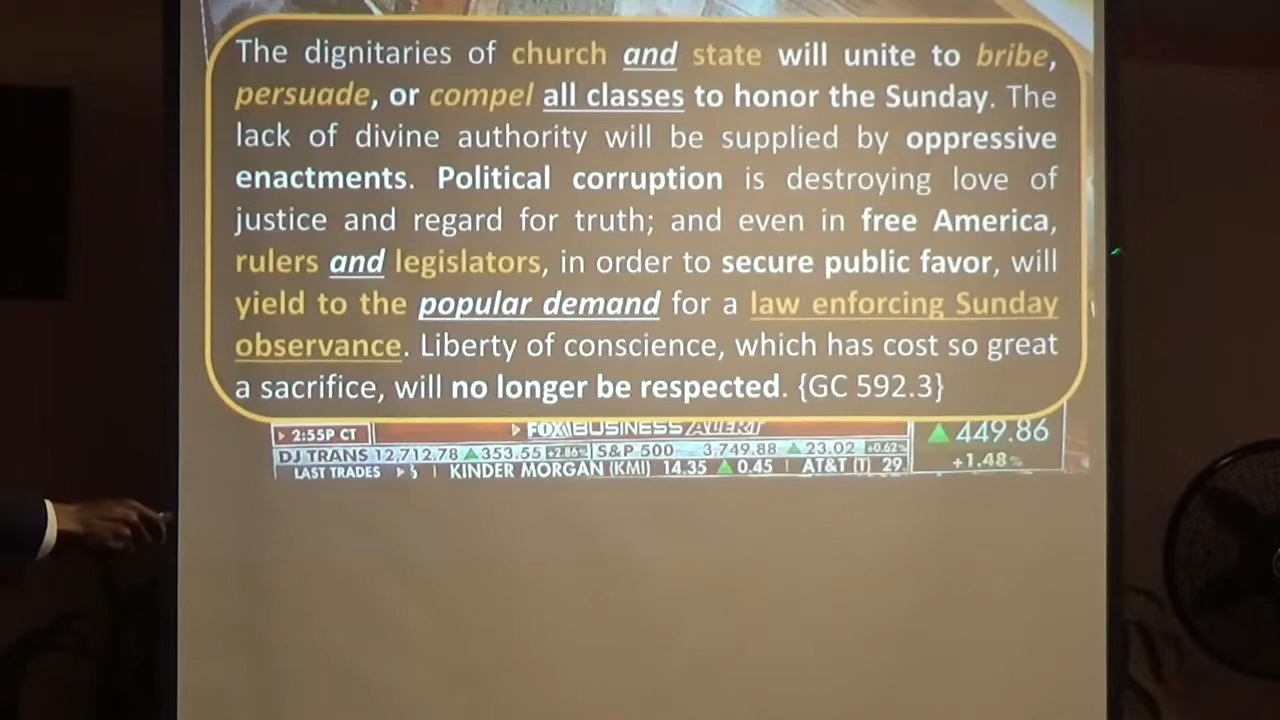 The dignitaries of church and state will unite to bribe,
persuade, or compel all classes to honor the Sunday. The
lack of divine authority will be supplied by oppressive
enactments. Political corruption is destroying love of
justice and regard for truth; and even in free America,
rulers and legislators, in order to secure public favor, will
yield to the popular demand for a law enforcing Sunday
observance. Liberty of conscience, which has cost so great
a sacrifice, will no longer be respected. {GC 592.3}
2:55P CT
FOX BUSINESS ALERT
449.86
DJ TRANS 12,712.78 ▲353.55 +2.86% S&P 500 3,749.88 ▲23.02 +0.62%
+1.48%
LAST TRADES 5 | KINDER MORGAN (KMI) 14.35 ▲0.45 | AT&T (T) 29.